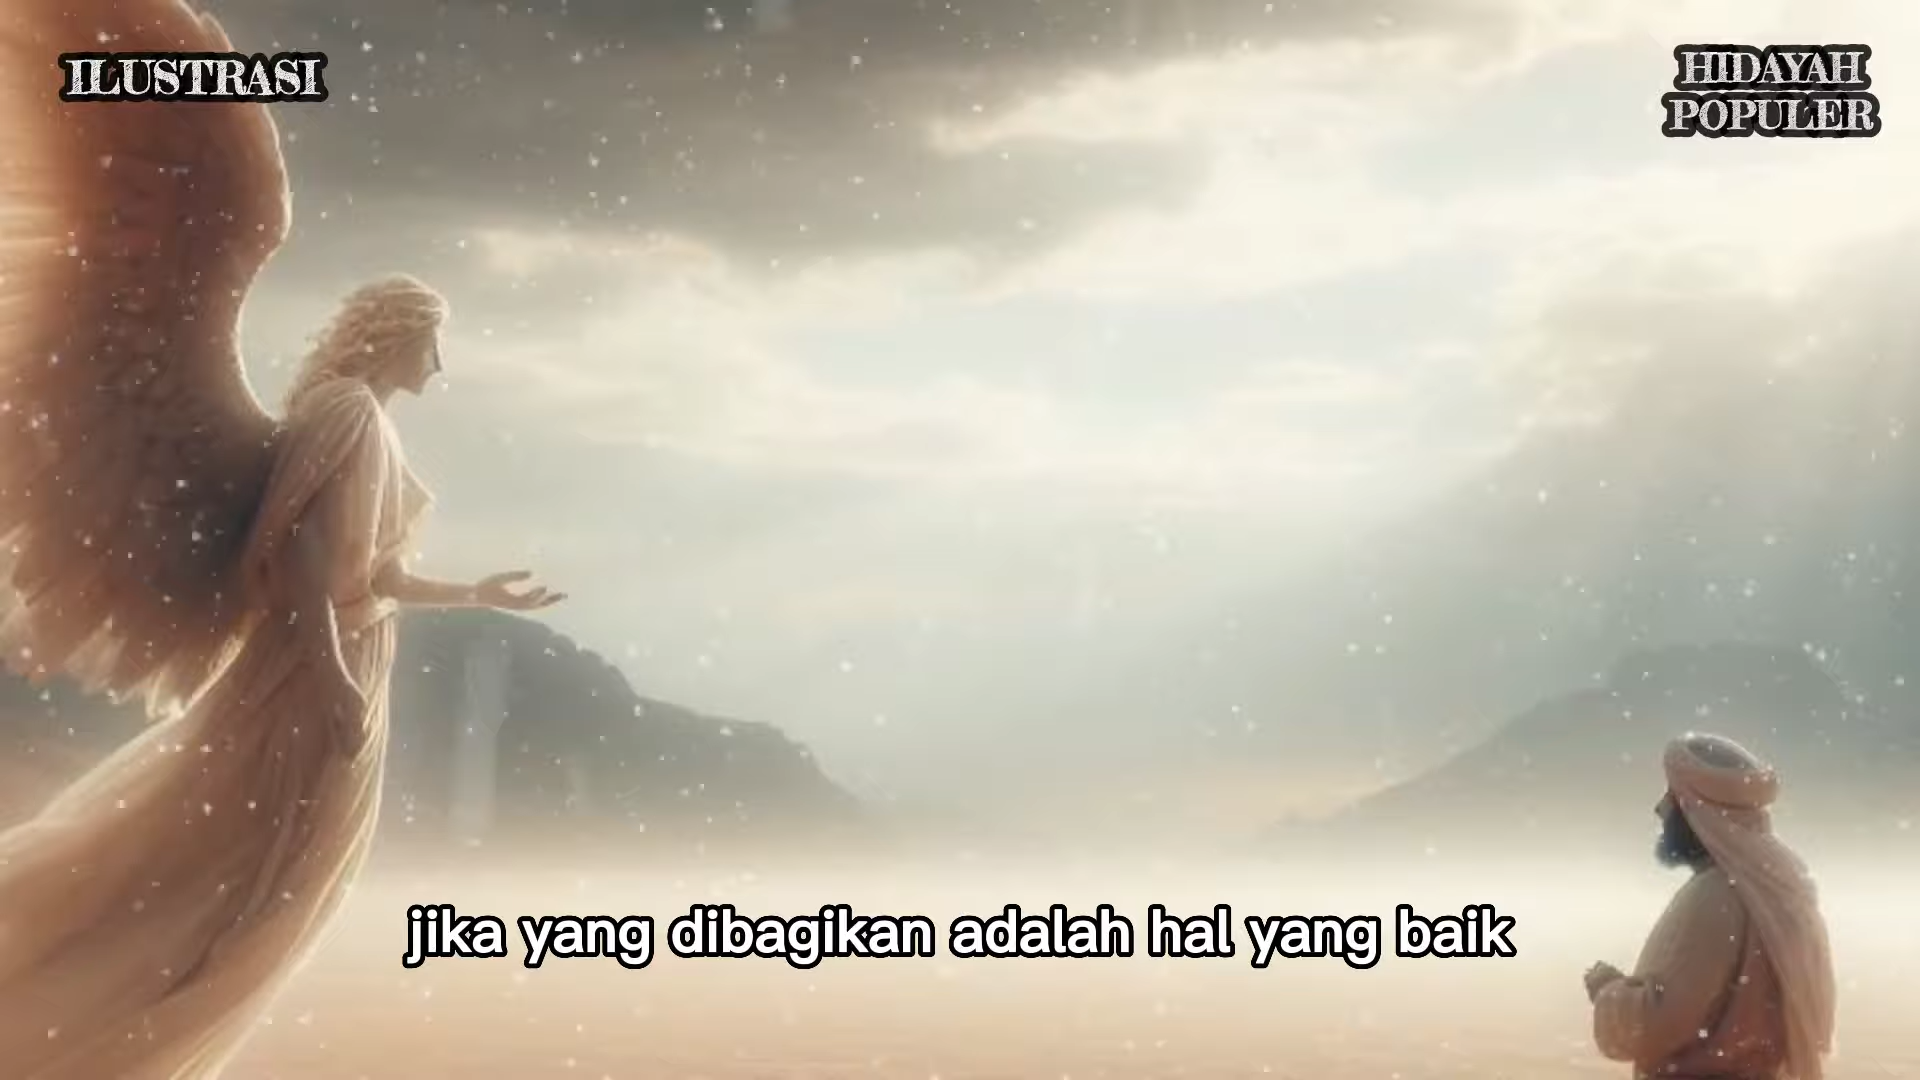 ILUSTRASI
HIDAYAH
POPULER
jika yang dibagikan adalah hal yang baik